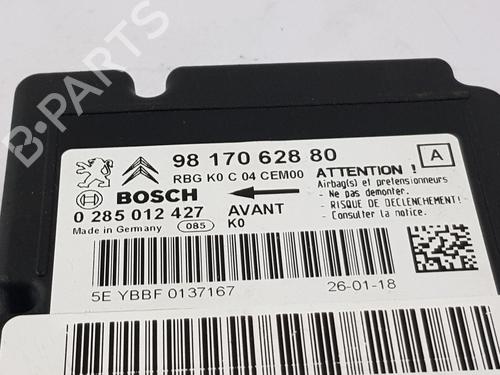 98 170 628 80
A
RBG K0 C 04 CEM00
ATTENTION !
Airbag(s) et pretensionneurs
- Ne pas demonter.
- RISQUE DE DECLENCHEMENT!
- Consulter la notice.
BOSCH
0 285 012 427
AVANT
K0
Made in Germany
085
5E YBBF 0137167
26-01-18
B-PARTS